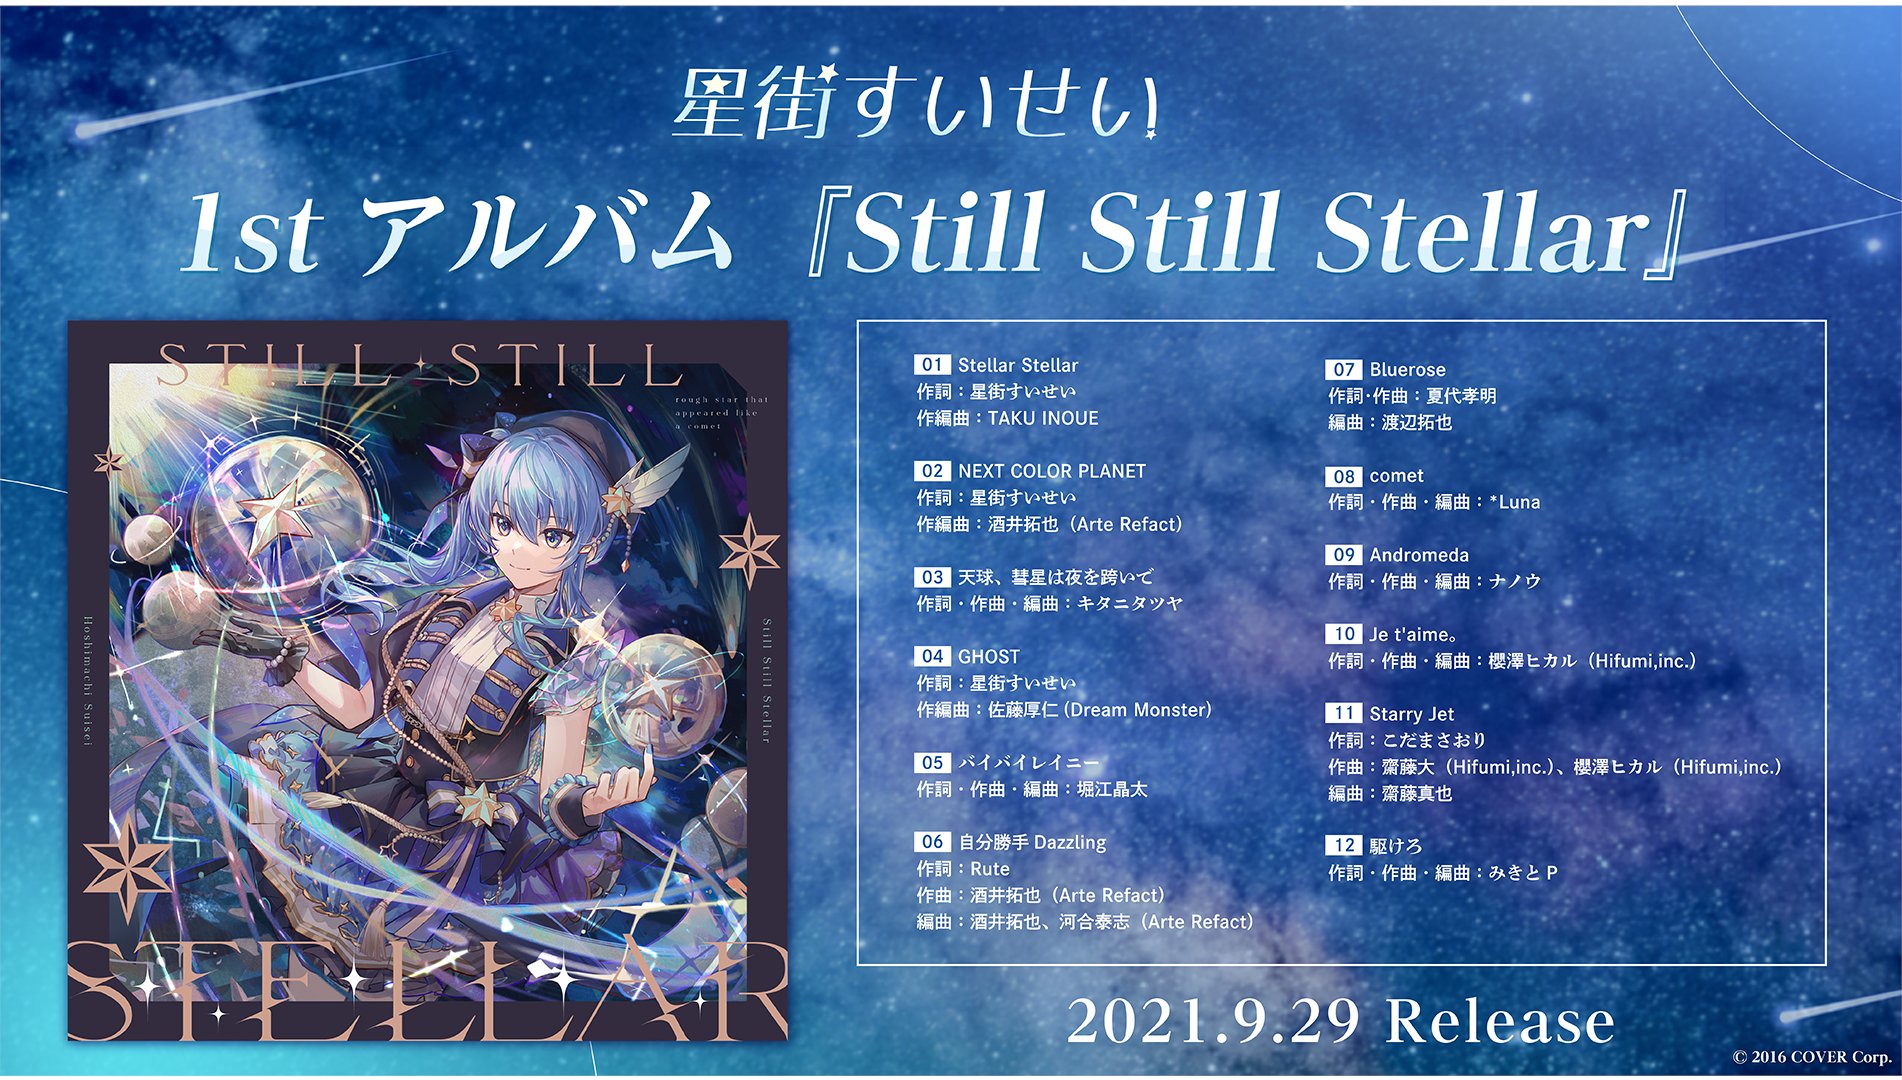 星街すいせい
1st アルバム 『Still Still Stellar』
STILL STILL
rough star that
appeared like
a comet
Hoshimachi Suisei
Still Still Stellar
STELLAR
01 Stellar Stellar
作詞：星街すいせい
作編曲：TAKU INOUE
02 NEXT COLOR PLANET
作詞：星街すいせい
作編曲：酒井拓也（Arte Refact）
03 天球、彗星は夜を跨いで
作詞・作曲・編曲：キタニタツヤ
04 GHOST
作詞：星街すいせい
作編曲：佐藤厚仁（Dream Monster）
05 バイバイレイニー
作詞・作曲・編曲：堀江晶太
06 自分勝手Dazzling
作詞：Rute
作曲：酒井拓也（Arte Refact）
編曲：酒井拓也、河合泰志（Arte Refact）
07 Bluerose
作詞・作曲：夏代孝明
編曲：渡辺拓也
08 comet
作詞・作曲・編曲：*Luna
09 Andromeda
作詞・作曲・編曲：ナノウ
10 Je t'aime。
作詞・作曲・編曲：櫻澤ヒカル（Hifumi,inc.）
11 Starry Jet
作詞：こだまさおり
作曲：齋藤大（Hifumi,inc.）、櫻澤ヒカル（Hifumi,inc.）
編曲：齋藤真也
12 駆けろ
作詞・作曲・編曲：みきとP
2021.9.29 Release
© 2016 COVER Corp.